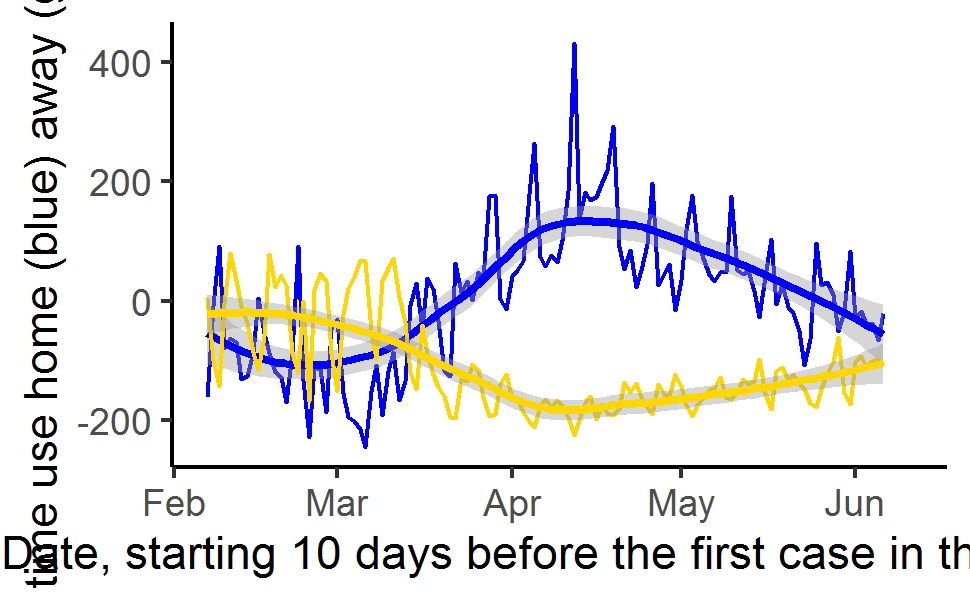 time use home (blue) away (
400
200
0
-200
Feb Mar Apr May Jun
Date, starting 10 days before the first case in th